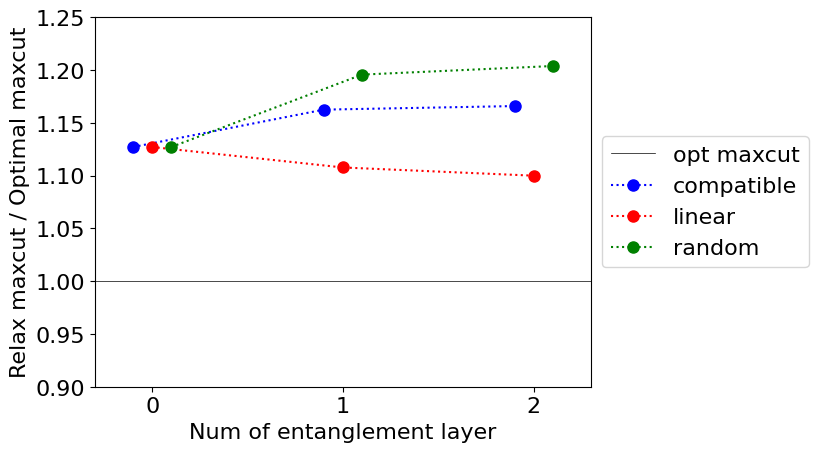 Relax maxcut / Optimal maxcut
1.25
1.20
1.15
1.10
1.05
1.00
0.95
0.90
0
1
2
Num of entanglement layer
opt maxcut
compatible
linear
random